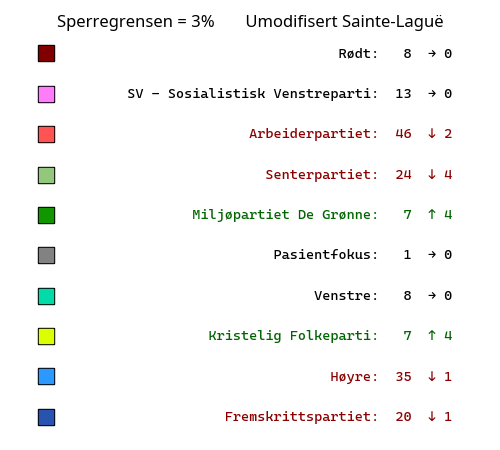 Sperregrensen = 3% Umodifisert Sainte-Laguë
Rødt: 8 → 0
SV – Sosialistisk Venstreparti: 13 → 0
Arbeiderpartiet: 46 ↓ 2
Senterpartiet: 24 ↓ 4
Miljøpartiet De Grønne: 7 ↑ 4
Pasientfokus: 1 → 0
Venstre: 8 → 0
Kristelig Folkeparti: 7 ↑ 4
Høyre: 35 ↓ 1
Fremskrittspartiet: 20 ↓ 1